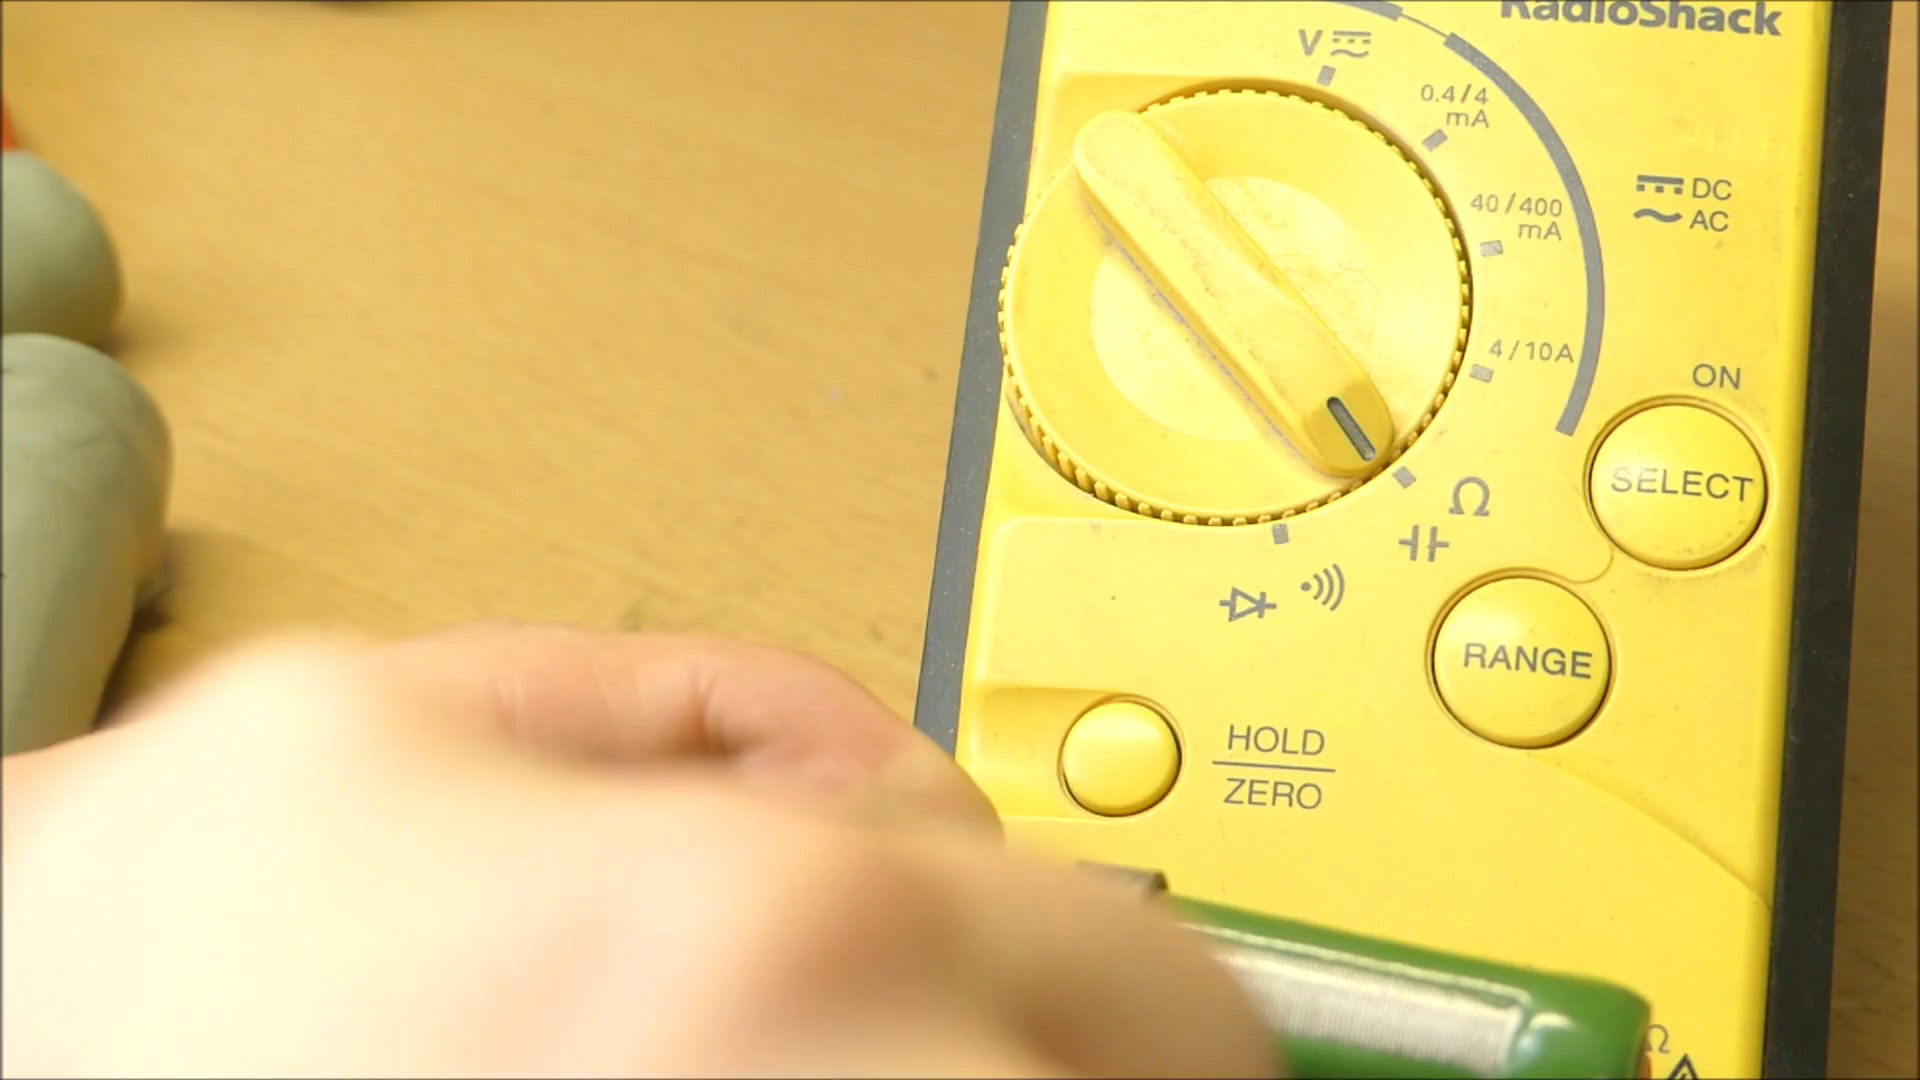 RadioShack
V
0.4/4
mA
40/400
mA
DC
AC
4/10A
ON
SELECT
Ω
RANGE
HOLD
ZERO
Ω